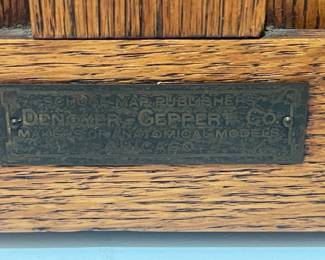 SCHOOL MAP PUBLISHERS
DENOYER-GEPPERT CO.
MAKERS OF ANATOMICAL MODELS
CHICAGO